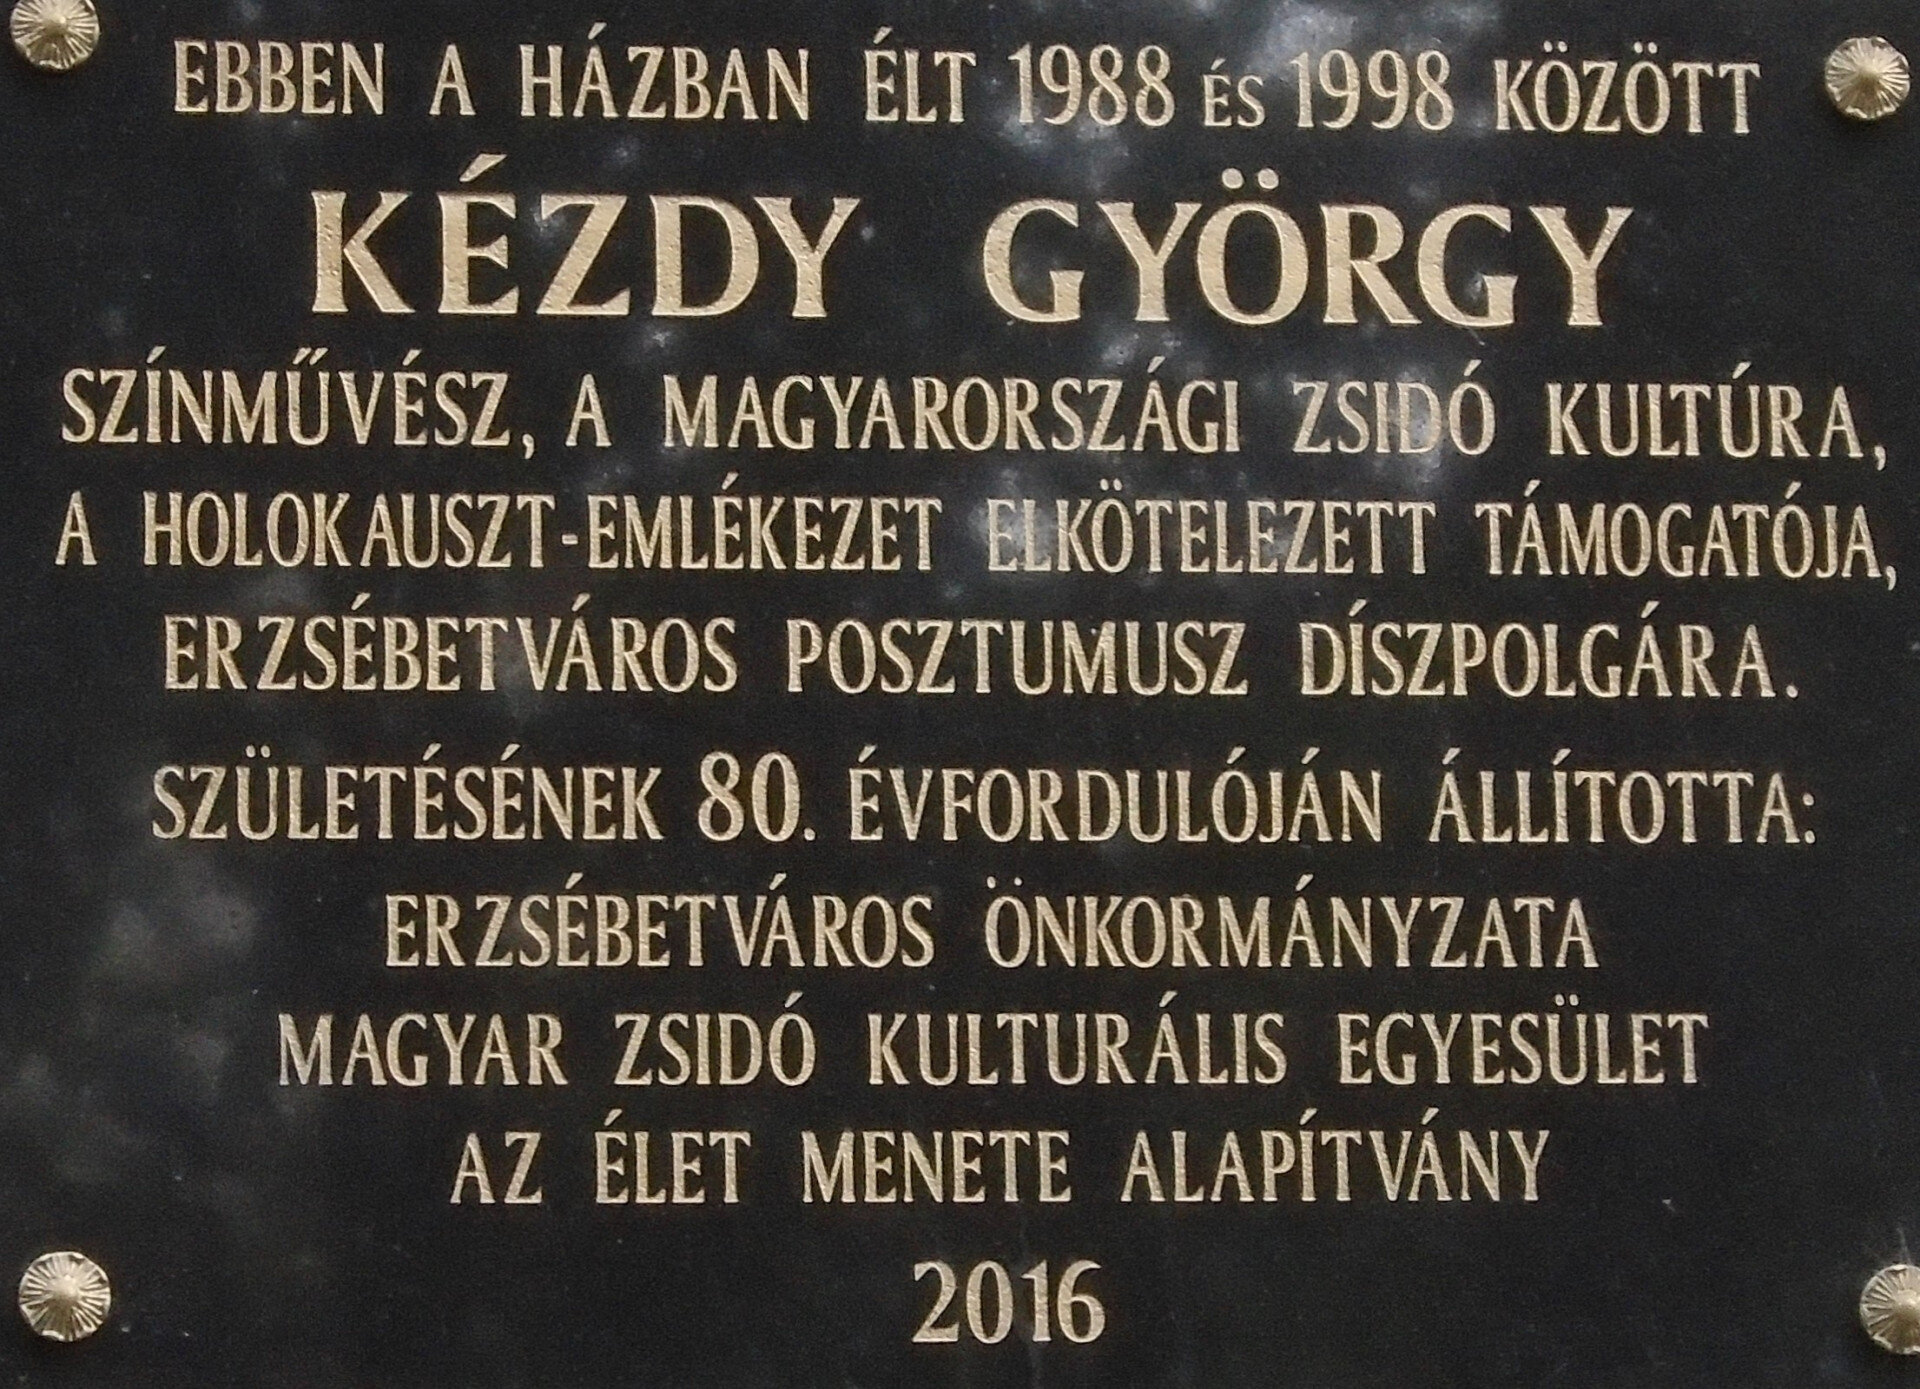 EBBEN A HÁZBAN ÉLT 1988 ÉS 1998 KÖZÖTT
KÉZDY GYÖRGY
SZÍNMŰVÉSZ, A MAGYARORSZÁGI ZSIDÓ KULTÚRA,
A HOLOKAUSZT-EMLÉKEZET ELKÖTELEZETT TÁMOGATÓJA,
ERZSÉBETVÁROS POSZTUMUSZ DÍSZPOLGÁRA.
SZÜLETÉSÉNEK 80. ÉVFORDULÓJÁN ÁLLÍTOTTA:
ERZSÉBETVÁROS ÖNKORMÁNYZATA
MAGYAR ZSIDÓ KULTURÁLIS EGYESÜLET
AZ ÉLET MENETE ALAPÍTVÁNY
2016